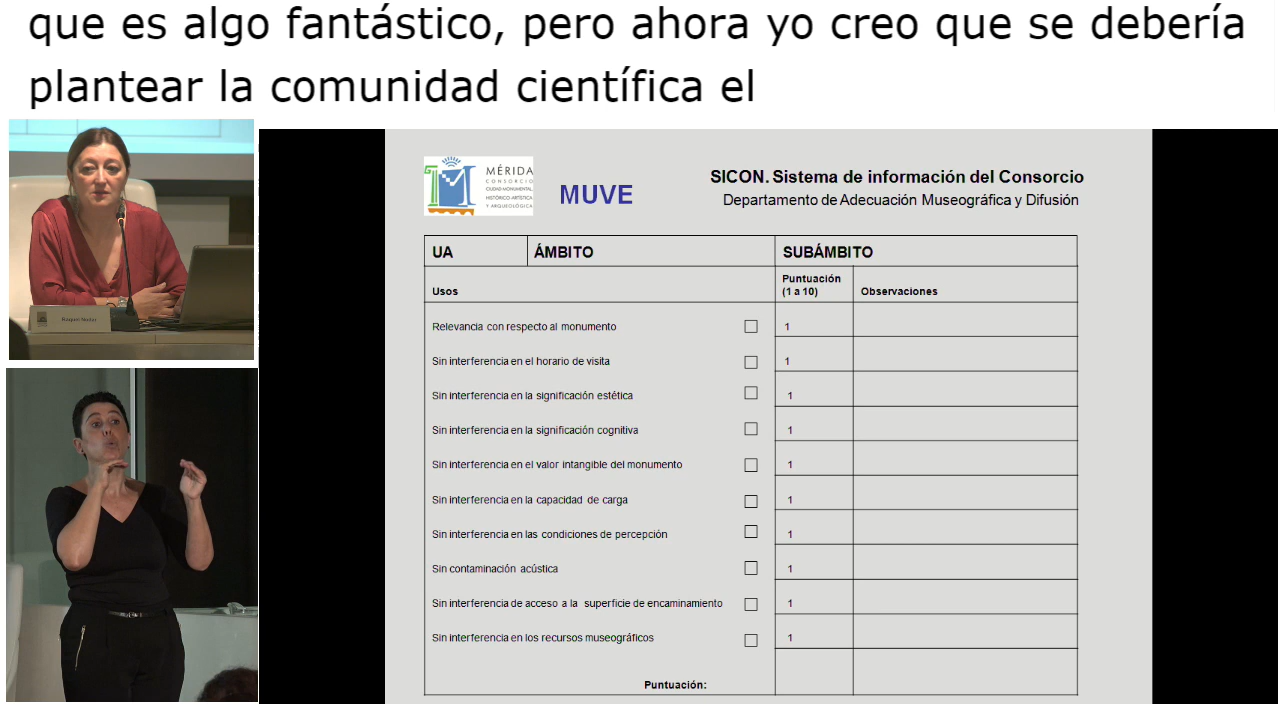 que es algo fantástico, pero ahora yo creo que se debería
plantear la comunidad científica el
MÉRIDA
CONSORCIO
CIUDAD MONUMENTAL
HISTÓRICO-ARTÍSTICA
Y ARQUEOLÓGICA
MUVE
SICON. Sistema de información del Consorcio
Departamento de Adecuación Museográfica y Difusión
UA ÁMBITO SUBÁMBITO
Usos Puntuación (1 a 10) Observaciones
Relevancia con respecto al monumento 1
Sin interferencia en el horario de visita 1
Sin interferencia en la significación estética 1
Sin interferencia en la significación cognitiva 1
Sin interferencia en el valor intangible del monumento 1
Sin interferencia en la capacidad de carga 1
Sin interferencia en las condiciones de percepción 1
Sin contaminación acústica 1
Sin interferencia de acceso a la superficie de encaminamiento 1
Sin interferencia en los recursos museográficos 1
Puntuación: